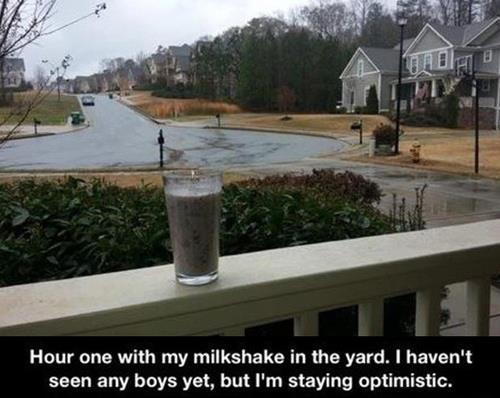 Hour one with my milkshake in the yard. I haven't
seen any boys yet, but I'm staying optimistic.